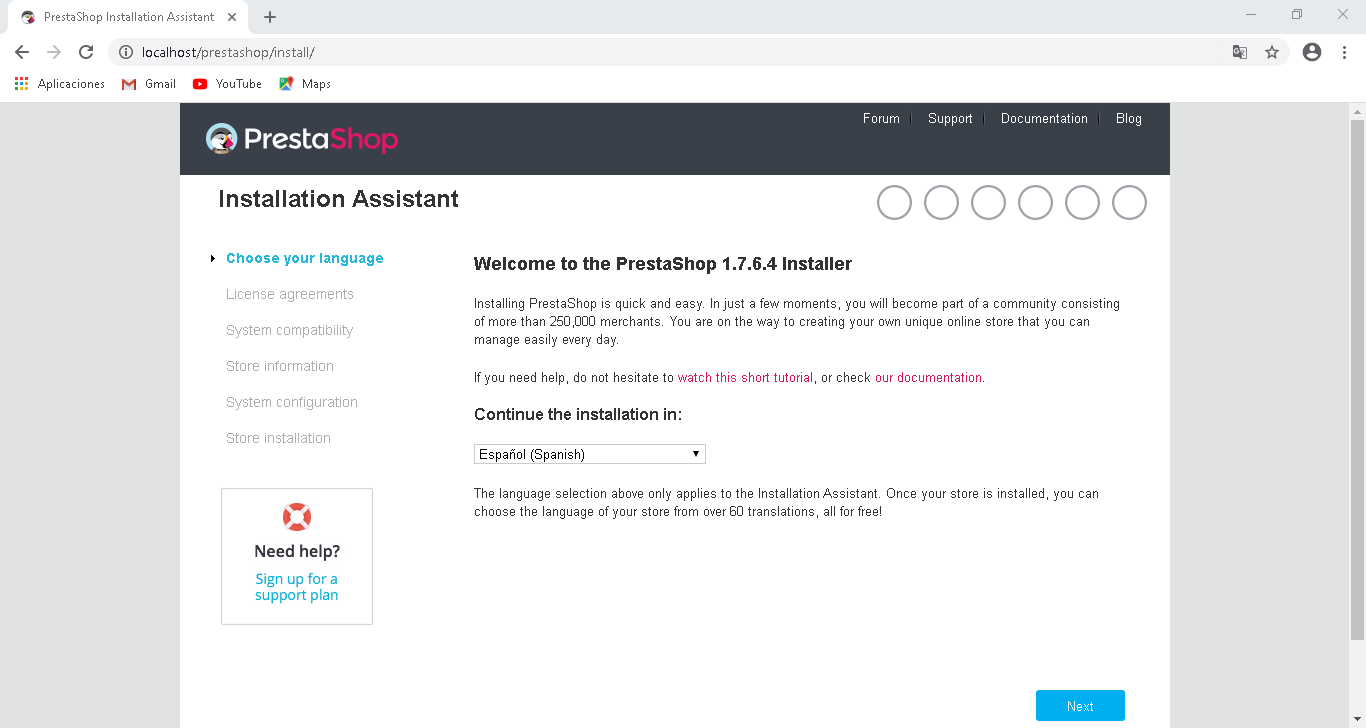 PrestaShop Installation Assistant
localhost/prestashop/install/
Aplicaciones Gmail YouTube Maps
Forum Support Documentation Blog
PrestaShop
Installation Assistant
Choose your language
License agreements
System compatibility
Store information
System configuration
Store installation
Need help?
Sign up for a
support plan
Welcome to the PrestaShop 1.7.6.4 Installer
Installing PrestaShop is quick and easy. In just a few moments, you will become part of a community consisting
of more than 250,000 merchants. You are on the way to creating your own unique online store that you can
manage easily every day.
If you need help, do not hesitate to watch this short tutorial, or check our documentation.
Continue the installation in:
Español (Spanish)
The language selection above only applies to the Installation Assistant. Once your store is installed, you can
choose the language of your store from over 60 translations, all for free!
Next